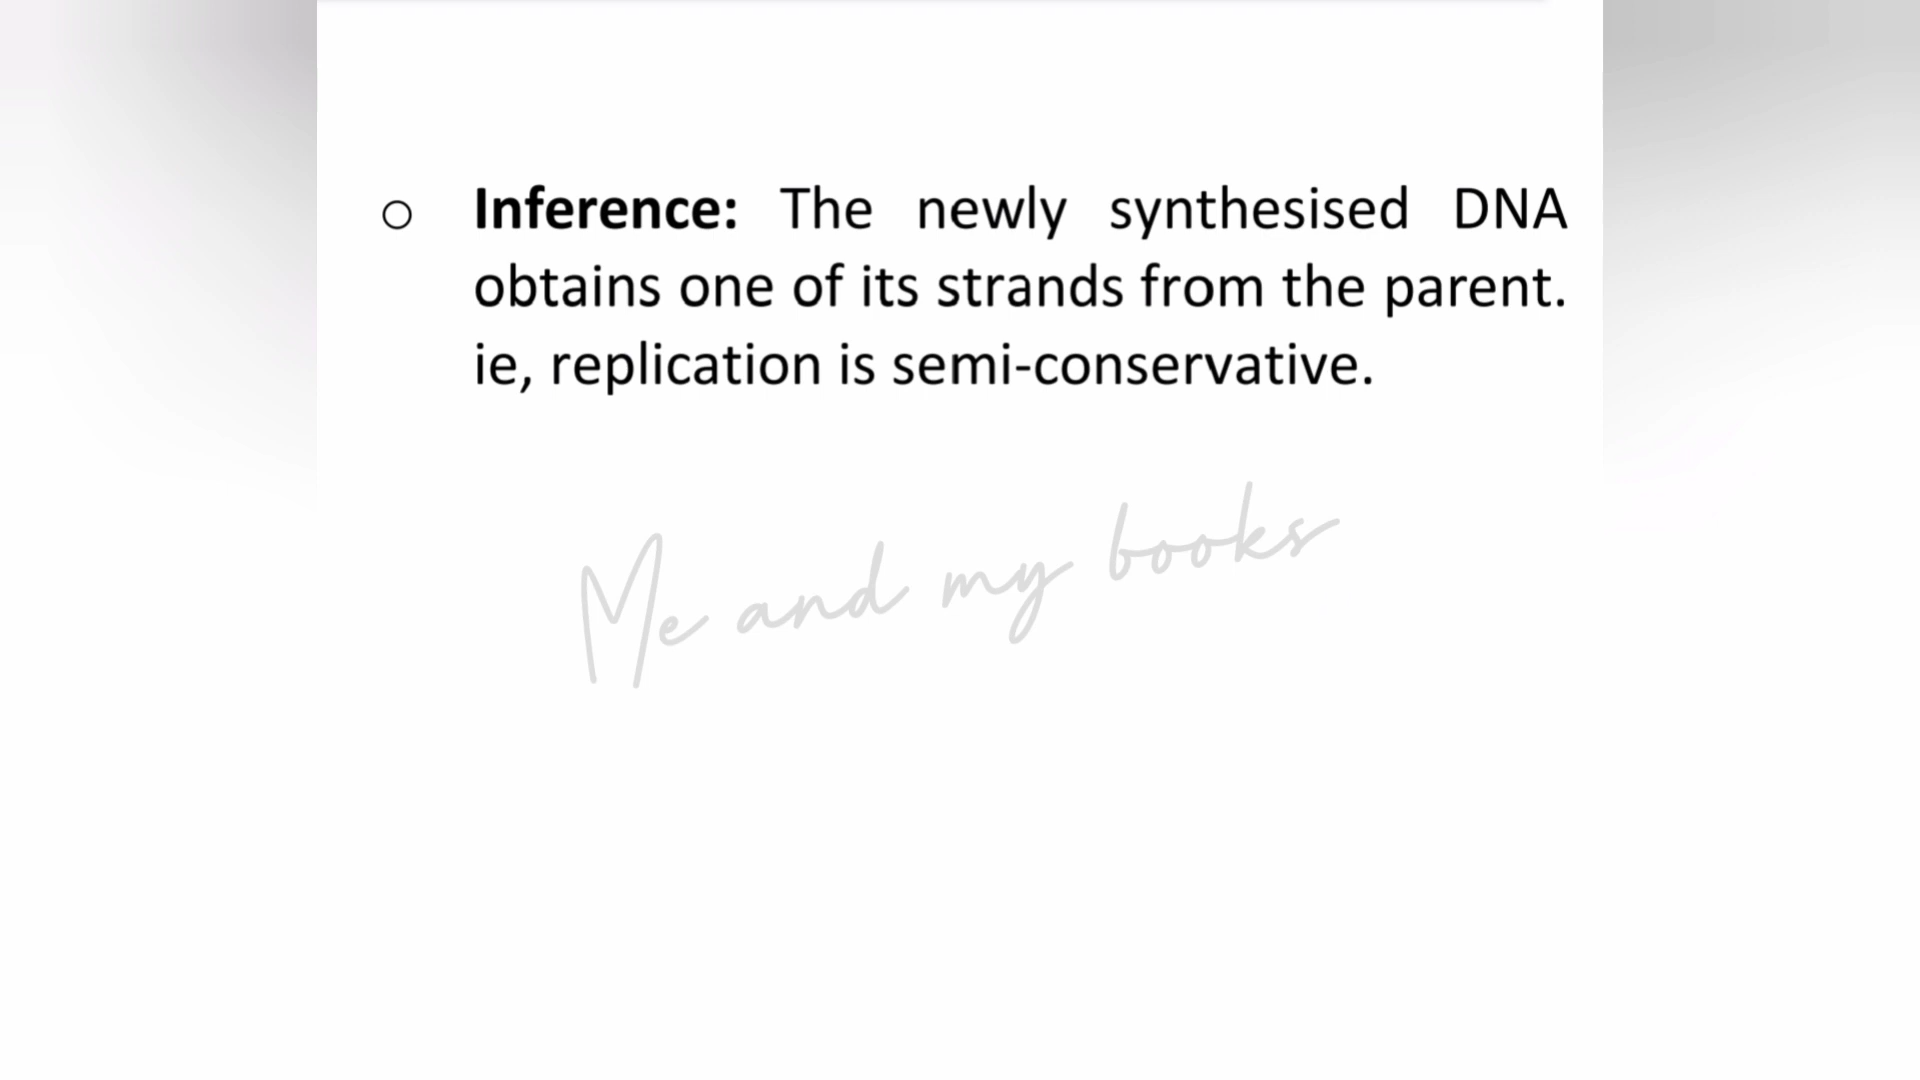 ○ Inference: The newly synthesised DNA
obtains one of its strands from the parent.
ie, replication is semi-conservative.
Me and my books